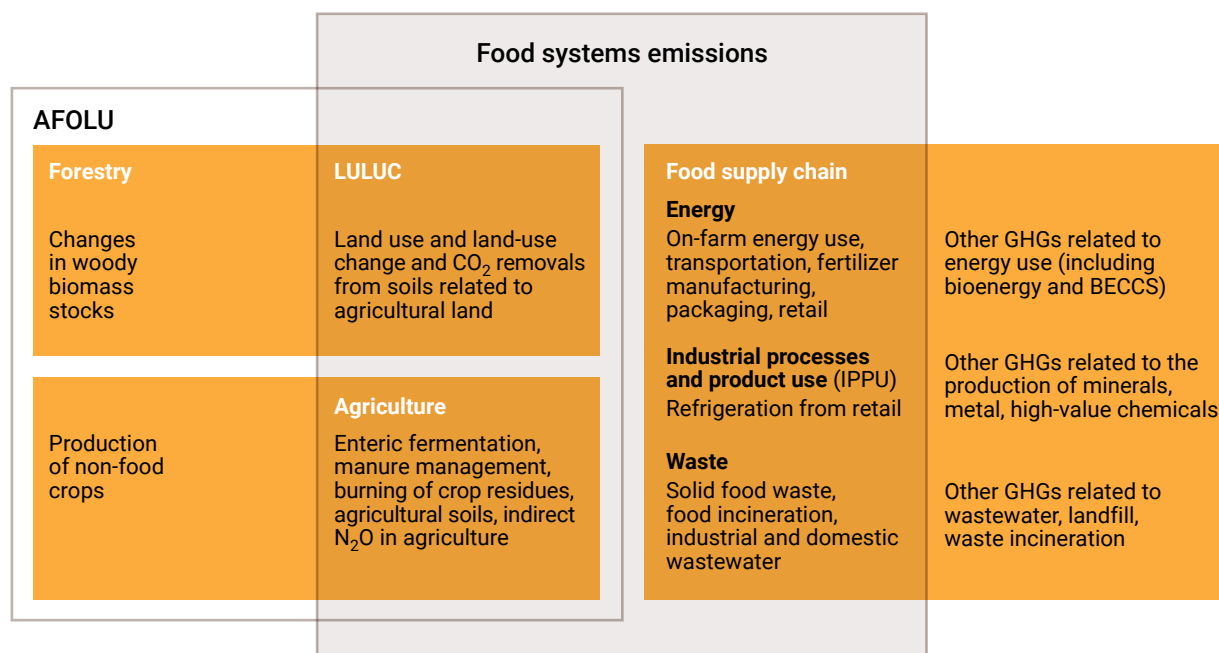 Food systems emissions
AFOLU
Forestry
Changes
in woody
biomass
stocks
LULUC
Land use and land-use
change and CO₂ removals
from soils related to
agricultural land
Production
of non-food
crops
Agriculture
Enteric fermentation,
manure management,
burning of crop residues,
agricultural soils, indirect
N₂O in agriculture
Food supply chain
Energy
On-farm energy use,
transportation, fertilizer
manufacturing,
packaging, retail
Other GHGs related to
energy use (including
bioenergy and BECCS)
Industrial processes
and product use (IPPU)
Refrigeration from retail
Other GHGs related to the
production of minerals,
metal, high-value chemicals
Waste
Solid food waste,
food incineration,
industrial and domestic
wastewater
Other GHGs related to
wastewater, landfill,
waste incineration